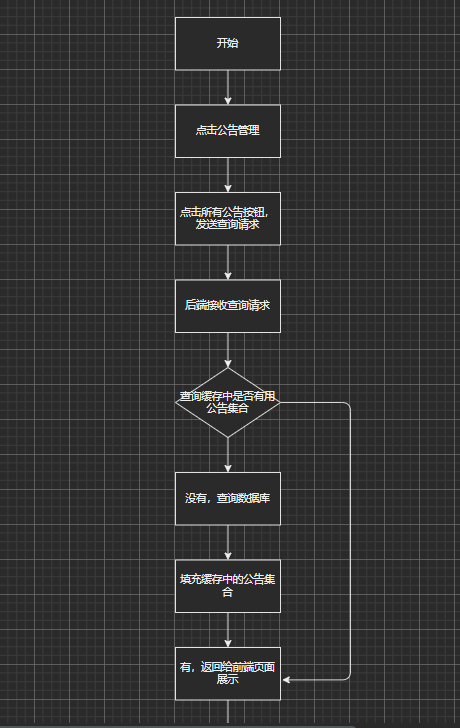 开始
点击公告管理
点击所有公告按钮，
发送查询请求
后端接收查询请求
查询缓存中是否有用
公告集合
没有，查询数据库
填充缓存中的公告集
合
有，返回给前端页面
展示